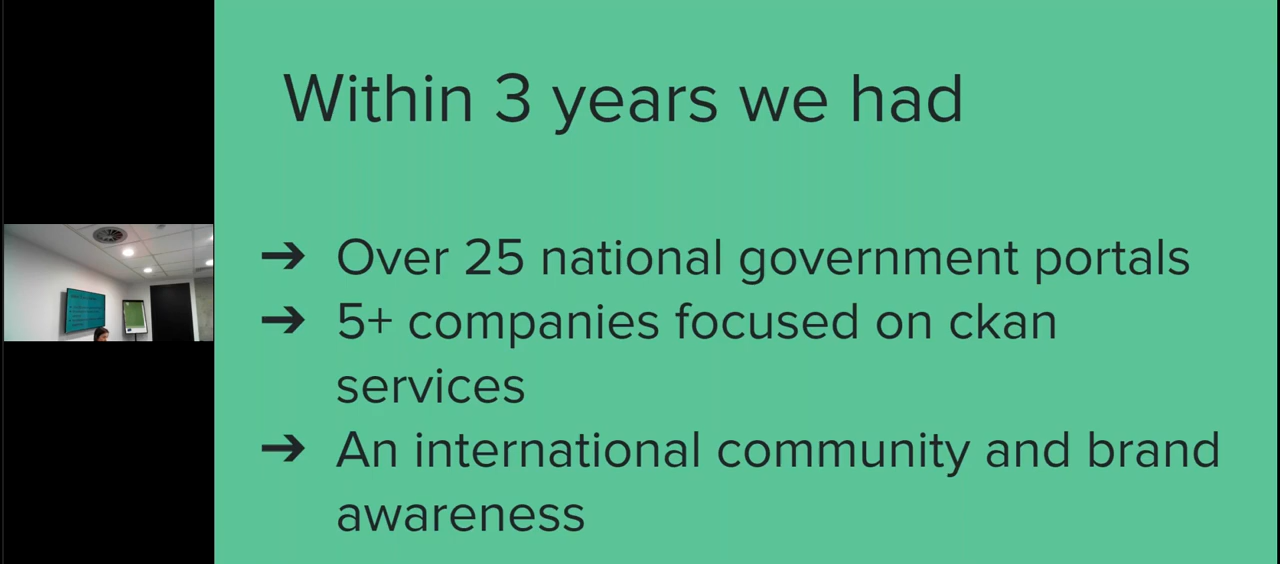 Within 3 years we had
➔ Over 25 national government portals
➔ 5+ companies focused on ckan
services
➔ An international community and brand
awareness